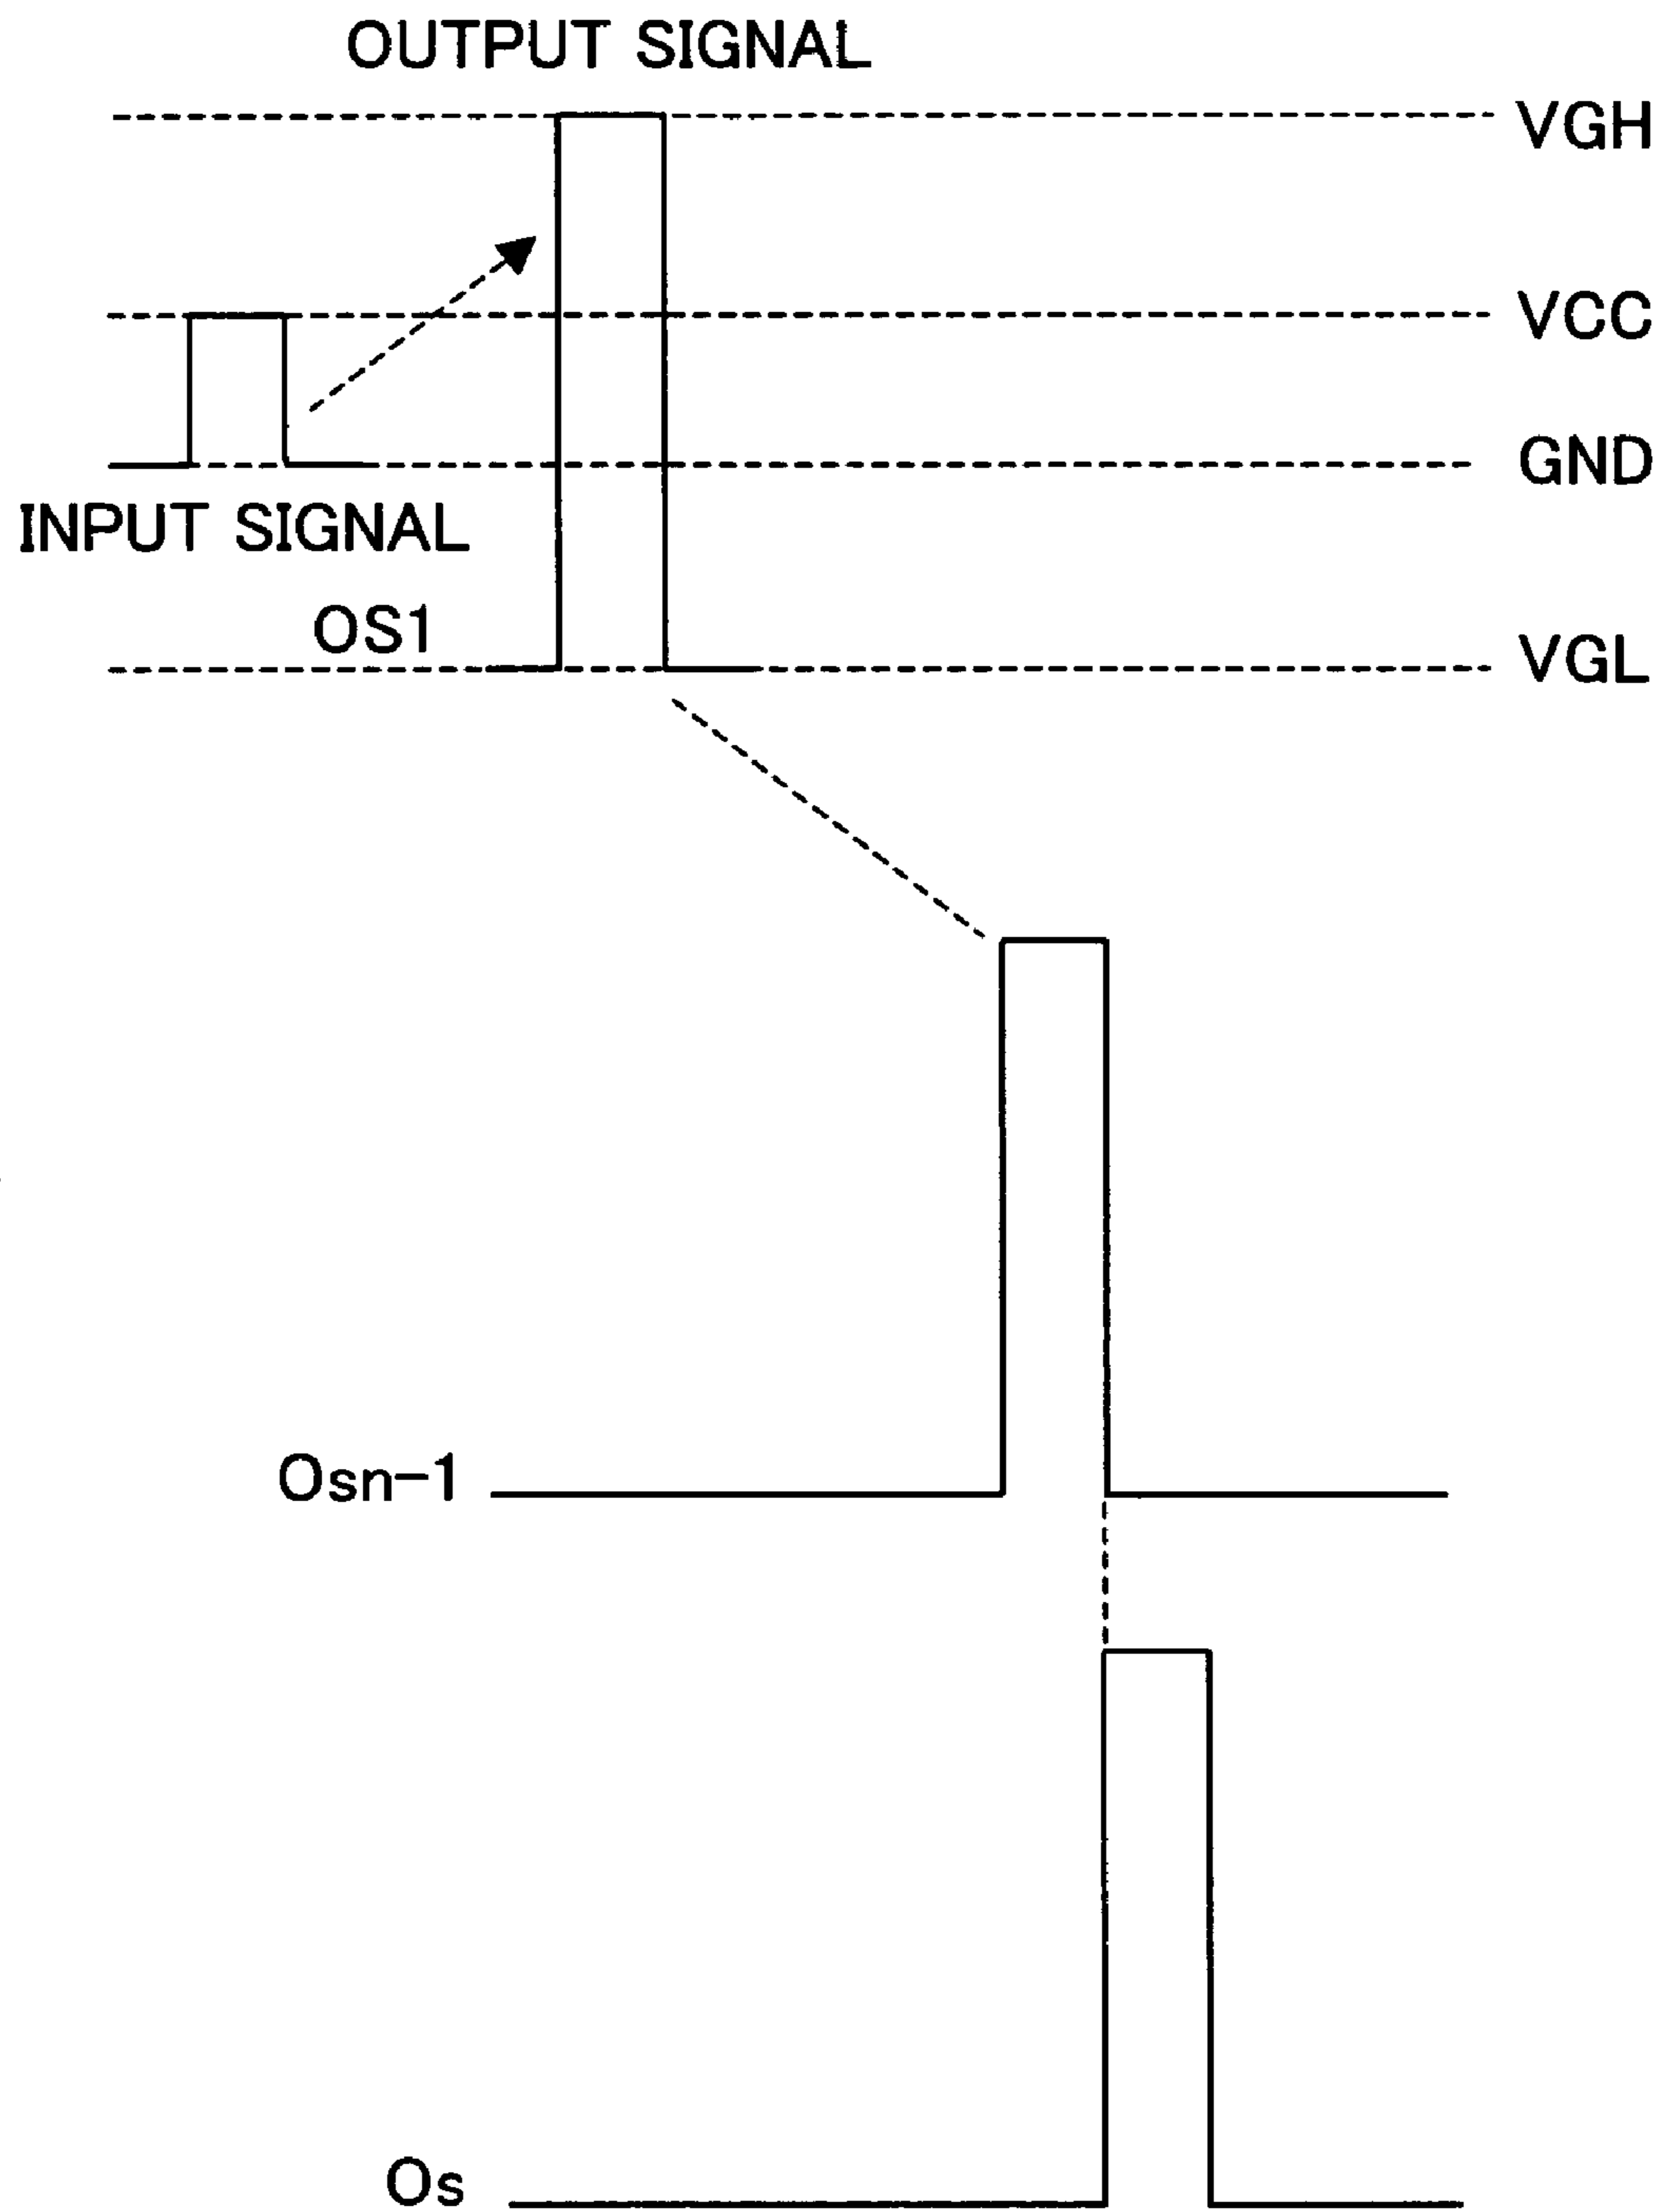 OUTPUT SIGNAL
VGH
VCC
GND
INPUT SIGNAL
OS1
VGL
Osn-1
Os